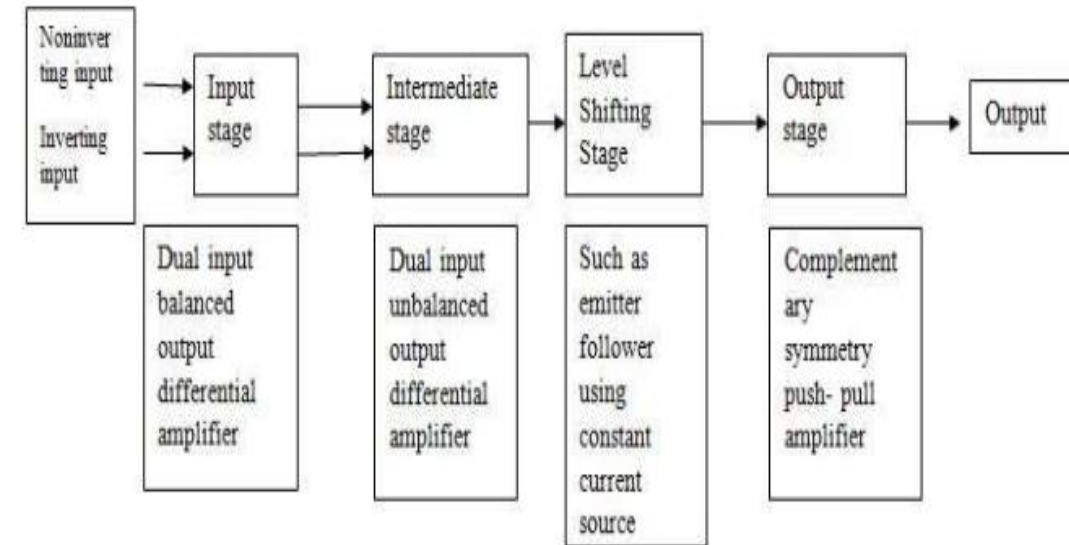 Noninver
ting input
Inverting
input
Input
stage
Intermediate
stage
Level
Shifting
Stage
Output
stage
Output
Dual input
balanced
output
differential
amplifier
Dual input
unbalanced
output
differential
amplifier
Such as
emitter
follower
using
constant
current
source
Complement
ary
symmetry
push- pull
amplifier